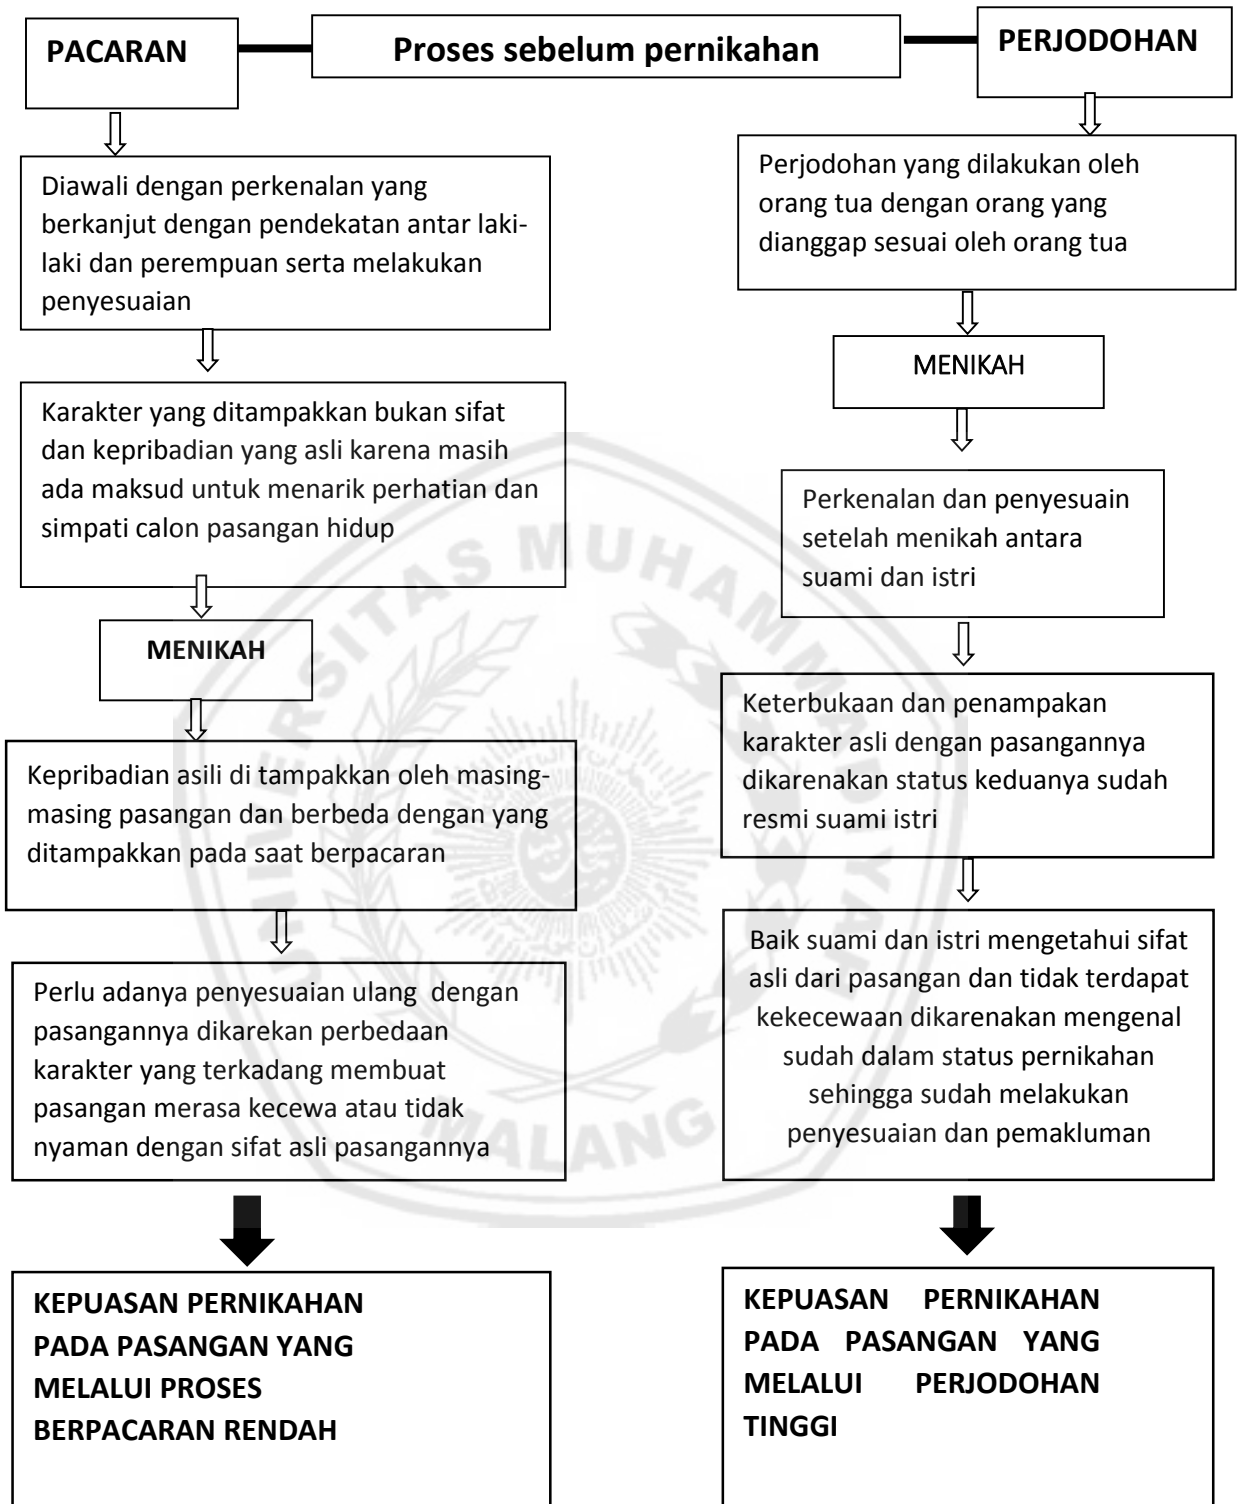 PACARAN
Proses sebelum pernikahan
PERJODOHAN
Diawali dengan perkenalan yang
berkanjut dengan pendekatan antar laki-
laki dan perempuan serta melakukan
penyesuaian
Karakter yang ditampakkan bukan sifat
dan kepribadian yang asli karena masih
ada maksud untuk menarik perhatian dan
simpati calon pasangan hidup
MENIKAH
Kepribadian asili di tampakkan oleh masing-
masing pasangan dan berbeda dengan yang
ditampakkan pada saat berpacaran
Perlu adanya penyesuaian ulang  dengan
pasangannya dikarekan perbedaan
karakter yang terkadang membuat
pasangan merasa kecewa atau tidak
nyaman dengan sifat asli pasangannya
KEPUASAN PERNIKAHAN
PADA PASANGAN YANG
MELALUI PROSES
BERPACARAN RENDAH
Perjodohan yang dilakukan oleh
orang tua dengan orang yang
dianggap sesuai oleh orang tua
MENIKAH
Perkenalan dan penyesuain
setelah menikah antara
suami dan istri
Keterbukaan dan penampakan
karakter asli dengan pasangannya
dikarenakan status keduanya sudah
resmi suami istri
Baik suami dan istri mengetahui sifat
asli dari pasangan dan tidak terdapat
kekecewaan dikarenakan mengenal
sudah dalam status pernikahan
sehingga sudah melakukan
penyesuaian dan pemakluman
KEPUASAN PERNIKAHAN
PADA PASANGAN YANG
MELALUI PERJODOHAN
TINGGI
UNIVERSITAS MUHAMMADIYAH
MALANG